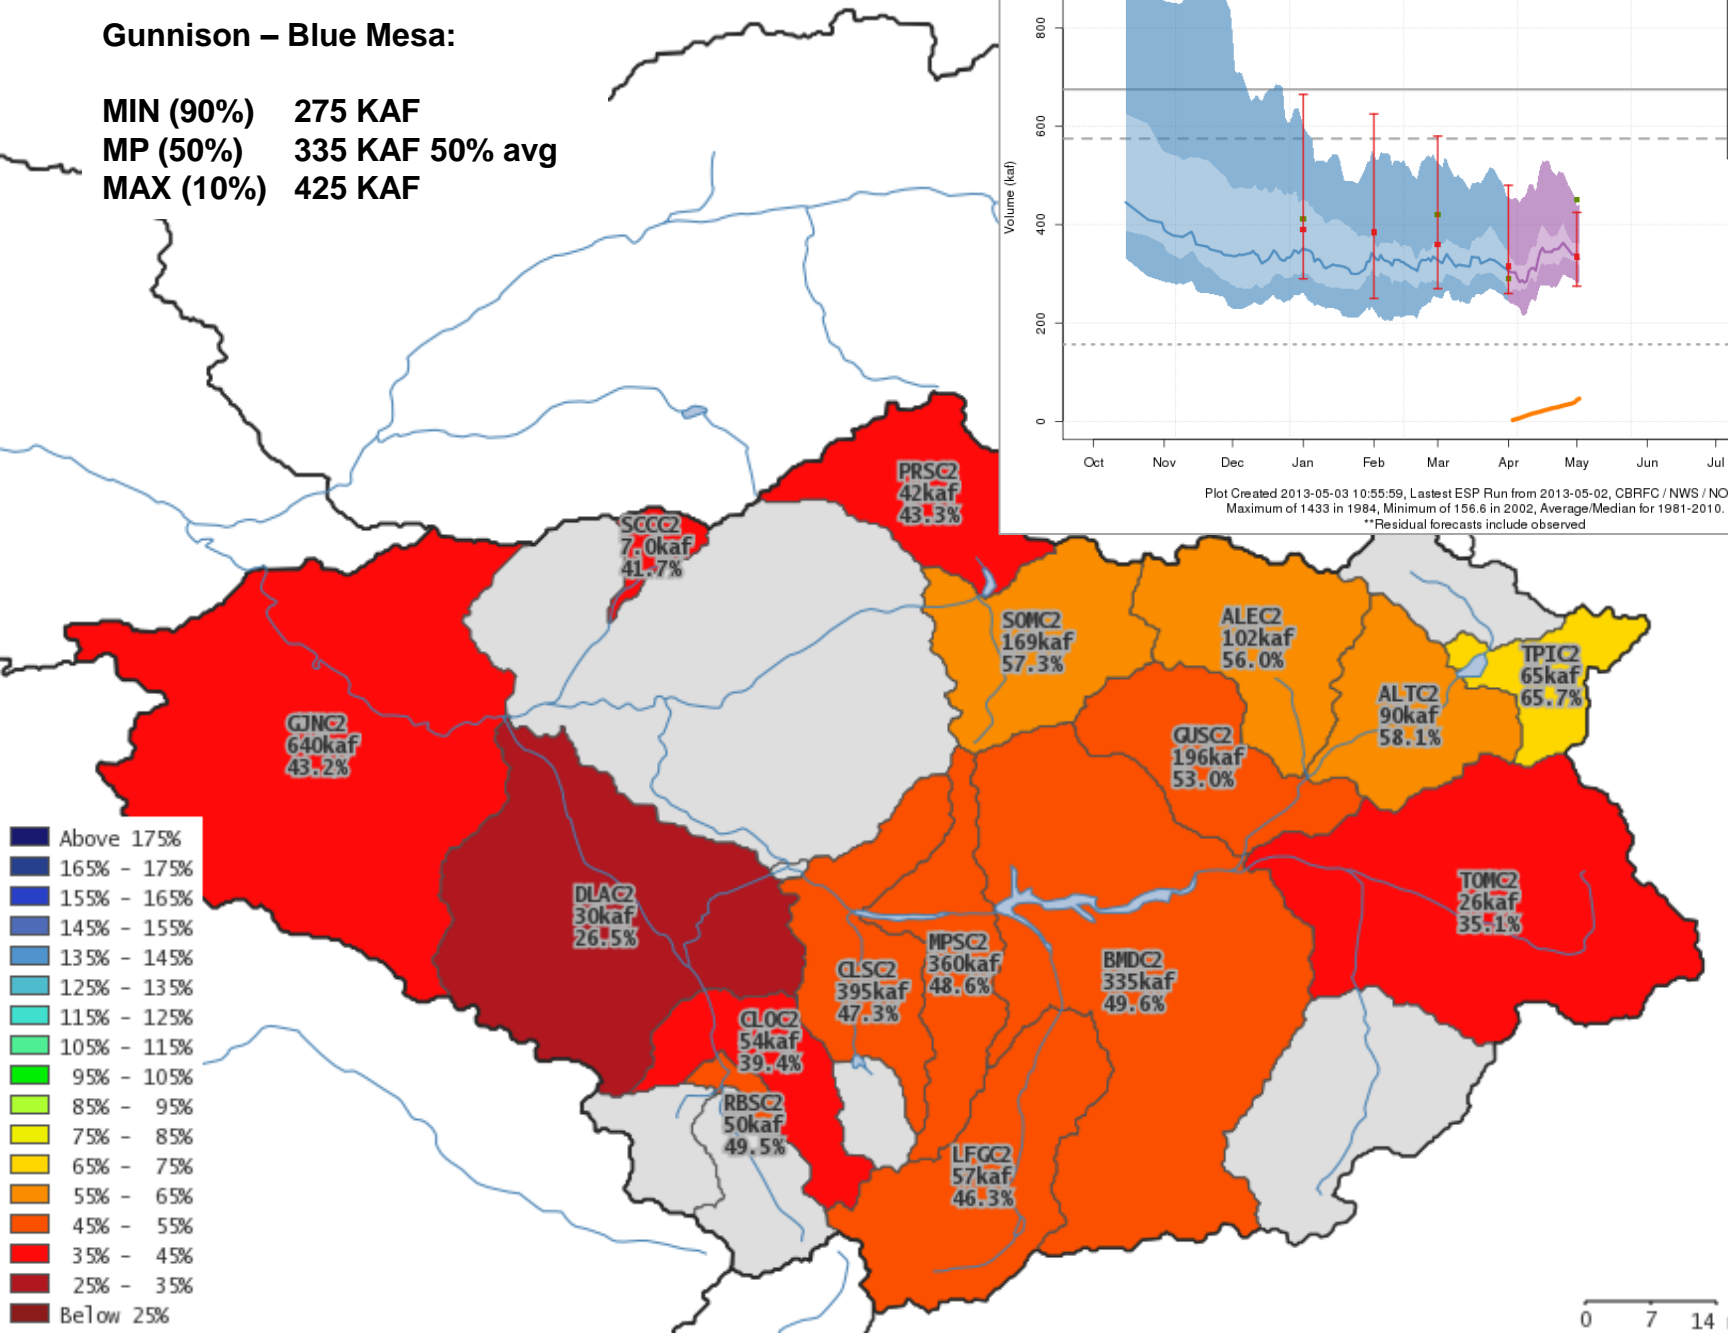 Gunnison – Blue Mesa:
MIN (90%) 275 KAF
MP (50%) 335 KAF 50% avg
MAX (10%) 425 KAF
Volume (kaf)
800
600
400
200
0
Oct Nov Dec Jan Feb Mar Apr May Jun Jul
Plot Created 2013-05-03 10:55:59, Lastest ESP Run from 2013-05-02, CBRFC / NWS / NO
Maximum of 1433 in 1984, Minimum of 156.6 in 2002, Average/Median for 1981-2010.
**Residual forecasts include observed
PRSC2
42kaf
43.3%
SCCC2
7.0kaf
41.7%
SOMC2
169kaf
57.3%
ALEC2
102kaf
56.0%
TPIC2
65kaf
65.7%
ALTC2
90kaf
58.1%
GJNC2
640kaf
43.2%
GUSC2
196kaf
53.0%
DLAC2
30kaf
26.5%
TOMC2
26kaf
35.1%
MPSC2
360kaf
48.6%
BMDC2
335kaf
49.6%
CLSC2
395kaf
47.3%
CLOC2
54kaf
39.4%
RBSC2
50kaf
49.5%
LFGC2
57kaf
46.3%
Above 175%
165% - 175%
155% - 165%
145% - 155%
135% - 145%
125% - 135%
115% - 125%
105% - 115%
95% - 105%
85% - 95%
75% - 85%
65% - 75%
55% - 65%
45% - 55%
35% - 45%
25% - 35%
Below 25%
0 7 14